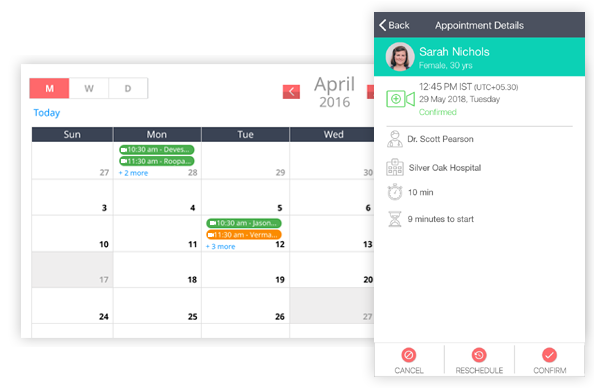 M W D
April
2016
Today
Sun Mon Tue Wed
10:30 am - Deves...
11:30 am - Roopa...
+ 2 more
27 28 29 30
3 4 5 6
10:30 am - Jason...
11:30 am - Verma...
+ 3 more
10 11 12 13
17 18 19 20
24 25 26 27
Back
Appointment Details
Sarah Nichols
Female, 30 yrs
12:45 PM IST (UTC+05.30)
29 May 2018, Tuesday
Confirmed
Dr. Scott Pearson
Silver Oak Hospital
10 min
9 minutes to start
CANCEL RESCHEDULE CONFIRM